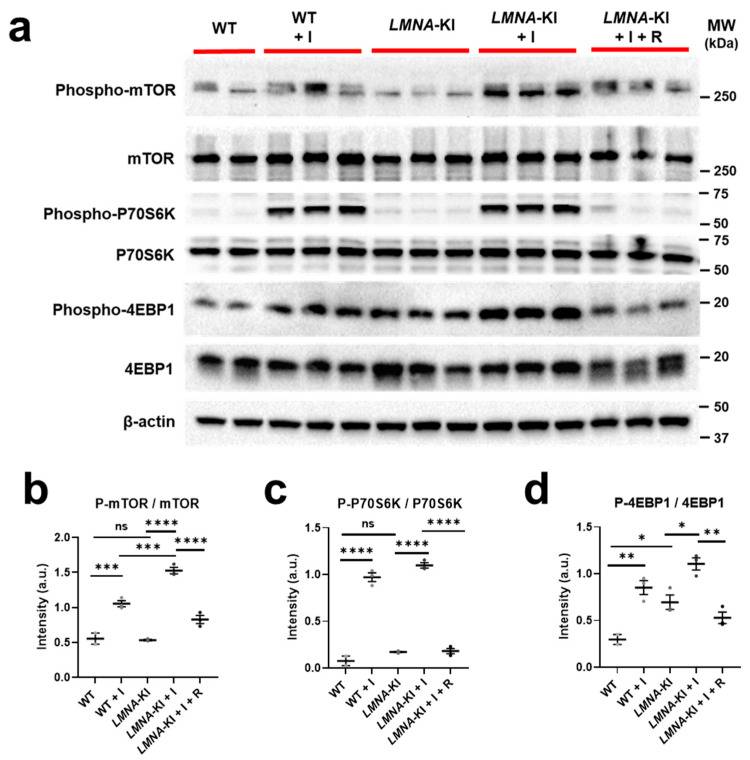 a
WT
WT
+ I
LMNA-KI
LMNA-KI
+ I
LMNA-KI
+ I + R
MW
(kDa)
Phospho-mTOR
250
mTOR
250
75
Phospho-P70S6K
50
75
P70S6K
50
Phospho-4EBP1
20
4EBP1
20
50
β-actin
37
b
P-mTOR / mTOR
Intensity (a.u.)
2.0
1.5
1.0
0.5
0.0
ns
****
***
****
***
WT
WT + I
LMNA-KI
LMNA-KI + I
LMNA-KI + I + R
c
P-P70S6K / P70S6K
Intensity (a.u.)
1.5
1.0
0.5
0.0
ns
****
****
****
WT
WT + I
LMNA-KI
LMNA-KI + I
LMNA-KI + I + R
d
P-4EBP1 / 4EBP1
Intensity (a.u.)
1.5
1.0
0.5
0.0
*
*
**
**
WT
WT + I
LMNA-KI
LMNA-KI + I
LMNA-KI + I + R